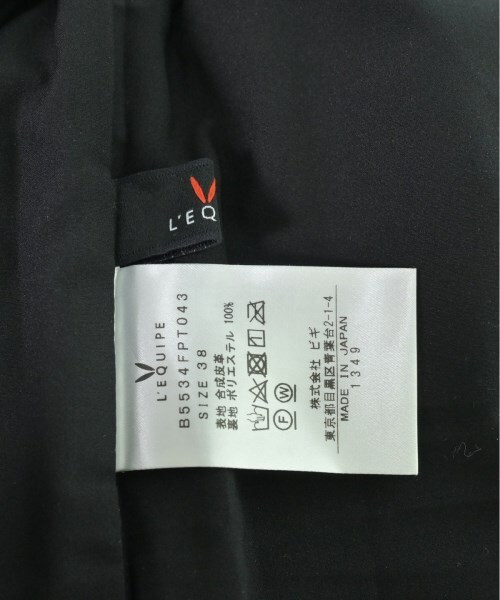 L'EQ
L'EQUIPE
B5534FPT043
SIZE 38
表地 合成皮革
裏地 ポリエステル 100%
F W
株式会社 ビギ
東京都目黒区青葉台2-1-4
MADE IN JAPAN
1349